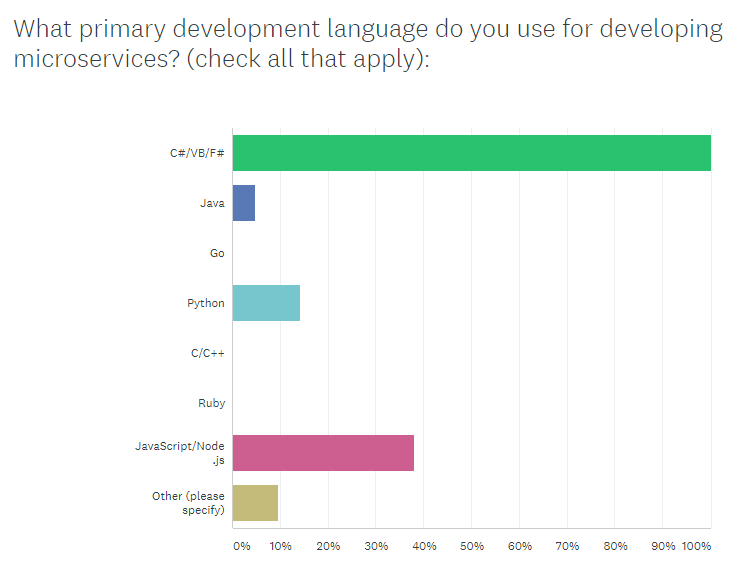 What primary development language do you use for developing
microservices? (check all that apply):
C#/VB/F#
Java
Go
Python
C/C++
Ruby
JavaScript/Node
.js
Other (please
specify)
0% 10% 20% 30% 40% 50% 60% 70% 80% 90% 100%